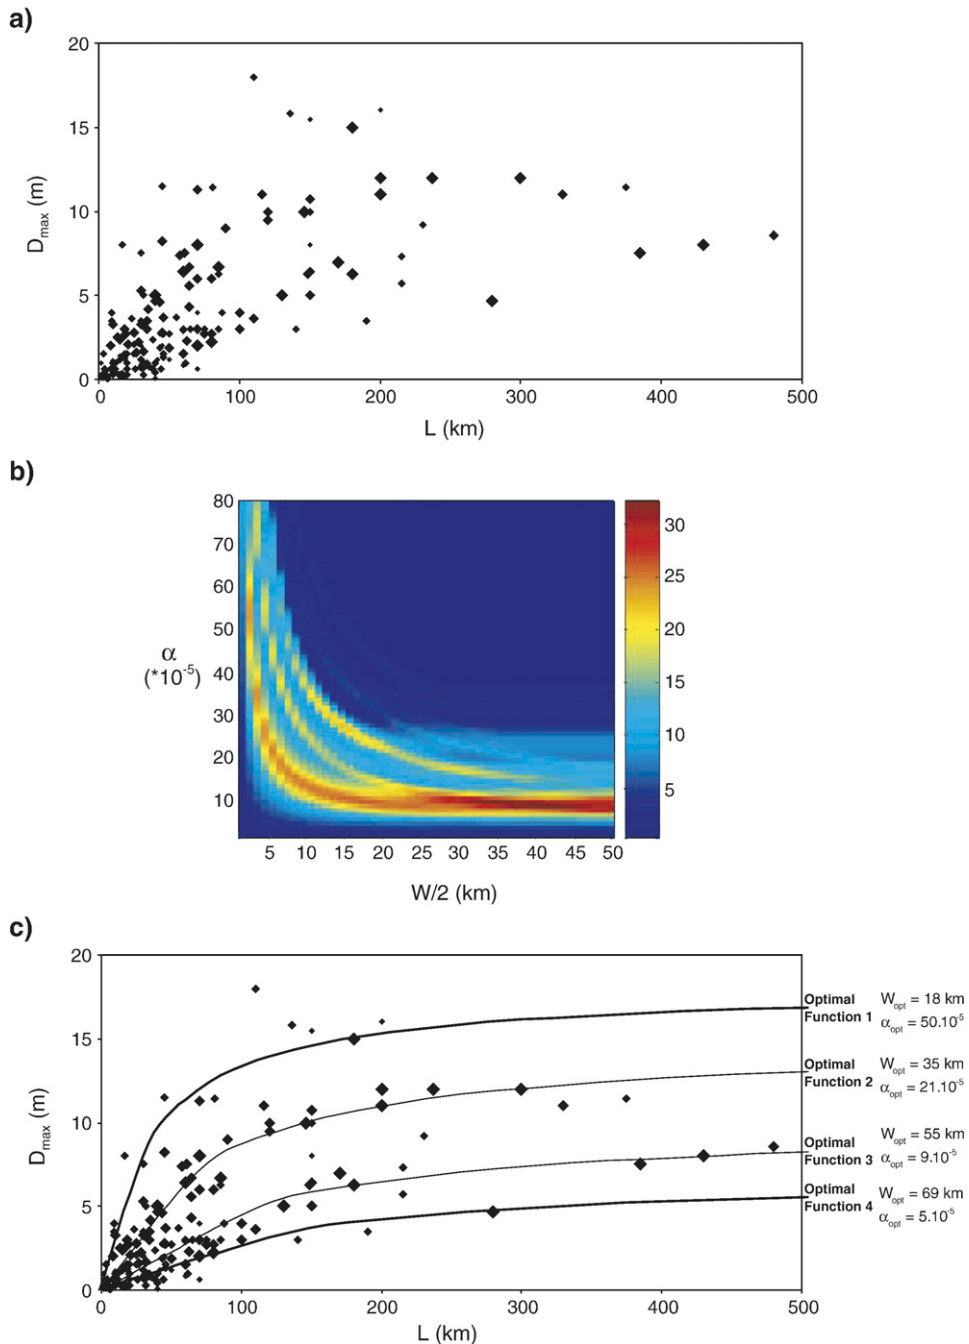 a)
20
15
10
5
0
D_max (m)
0 100 200 300 400 500
L (km)
b)
80
70
60
50
40
30
20
10
α
(*10^-5)
5 10 15 20 25 30 35 40 45 50
W/2 (km)
30
25
20
15
10
5
c)
20
15
10
5
0
D_max (m)
0 100 200 300 400 500
L (km)
Optimal
Function 1
W_opt = 18 km
α_opt = 50.10^-5
Optimal
Function 2
W_opt = 35 km
α_opt = 21.10^-5
Optimal
Function 3
W_opt = 55 km
α_opt = 9.10^-5
Optimal
Function 4
W_opt = 69 km
α_opt = 5.10^-5